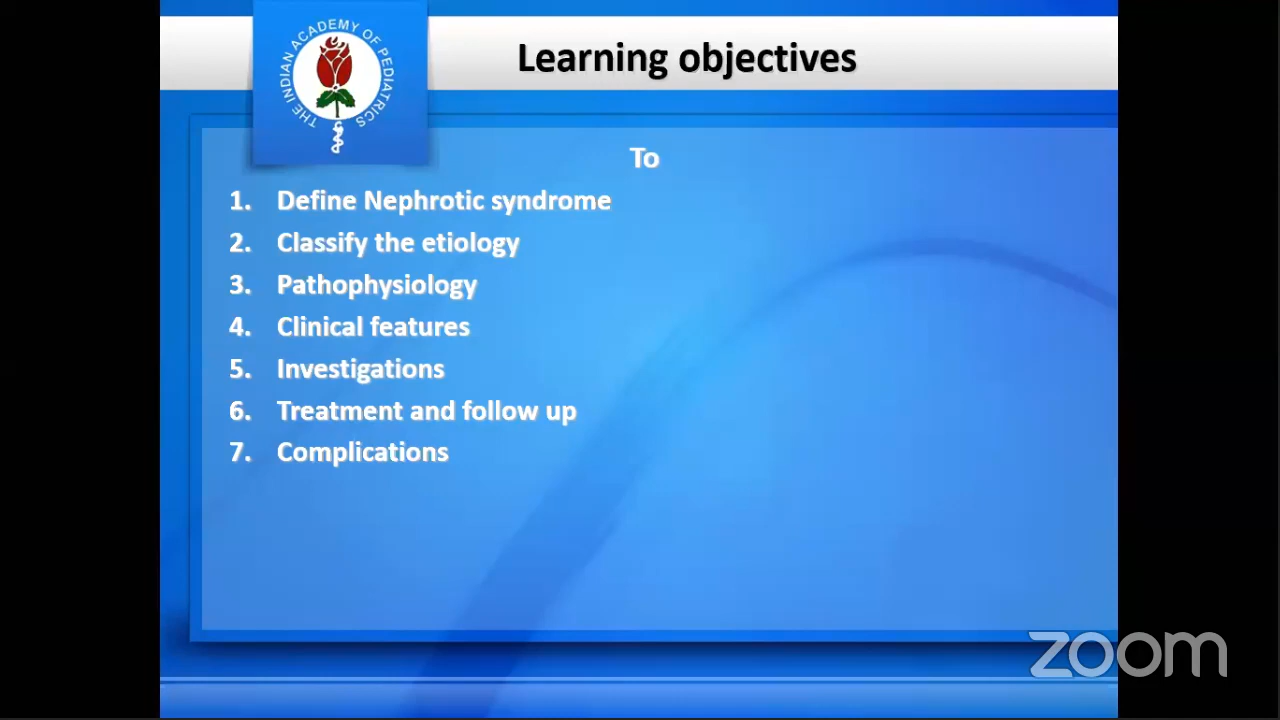 THE INDIAN ACADEMY OF PEDIATRICS
Learning objectives
To
1. Define Nephrotic syndrome
2. Classify the etiology
3. Pathophysiology
4. Clinical features
5. Investigations
6. Treatment and follow up
7. Complications
zoom